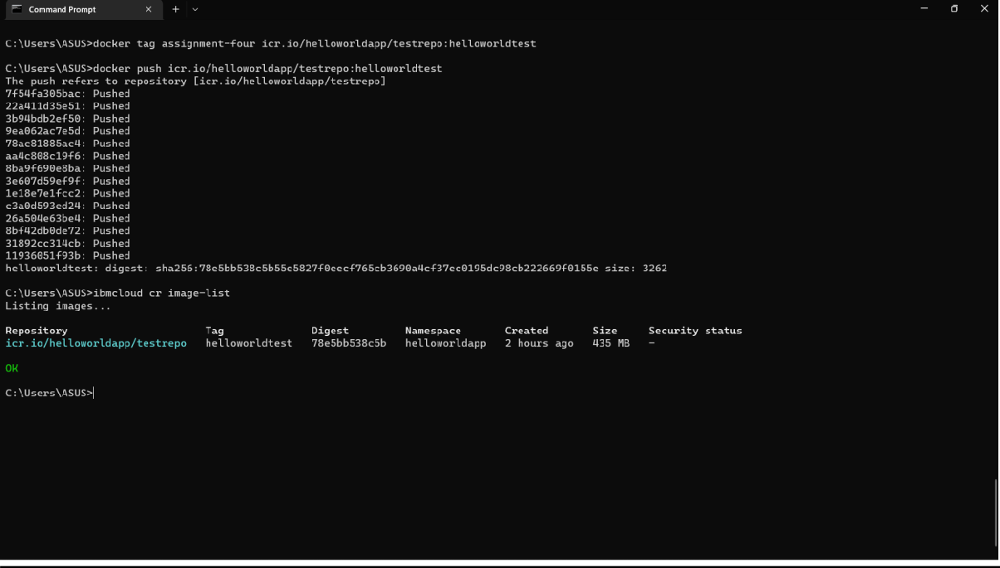 Command Prompt
C:\Users\ASUS>docker tag assignment-four icr.io/helloworldapp/testrepo:helloworldtest
C:\Users\ASUS>docker push icr.io/helloworldapp/testrepo:helloworldtest
The push refers to repository [icr.io/helloworldapp/testrepo]
7f54fa305bac: Pushed
22a411d35e51: Pushed
3b94bdb2ef50: Pushed
9ea062ac7e5d: Pushed
78ac81885ac4: Pushed
aa4c808c19f6: Pushed
8ba9f690e8ba: Pushed
3e607d59ef9f: Pushed
1e18e7e1fcc2: Pushed
c3a0d593ed24: Pushed
26a504e63be4: Pushed
8bf42db0de72: Pushed
31892cc314cb: Pushed
11936051f93b: Pushed
helloworldtest: digest: sha256:78e5bb538c5b55e5827f0eecf765cb3690a4cf37ec0195dc98cb222669f0155e size: 3262
C:\Users\ASUS>ibmcloud cr image-list
Listing images...
Repository Tag Digest Namespace Created Size Security status
icr.io/helloworldapp/testrepo helloworldtest 78e5bb538c5b helloworldapp 2 hours ago 435 MB -
OK
C:\Users\ASUS>